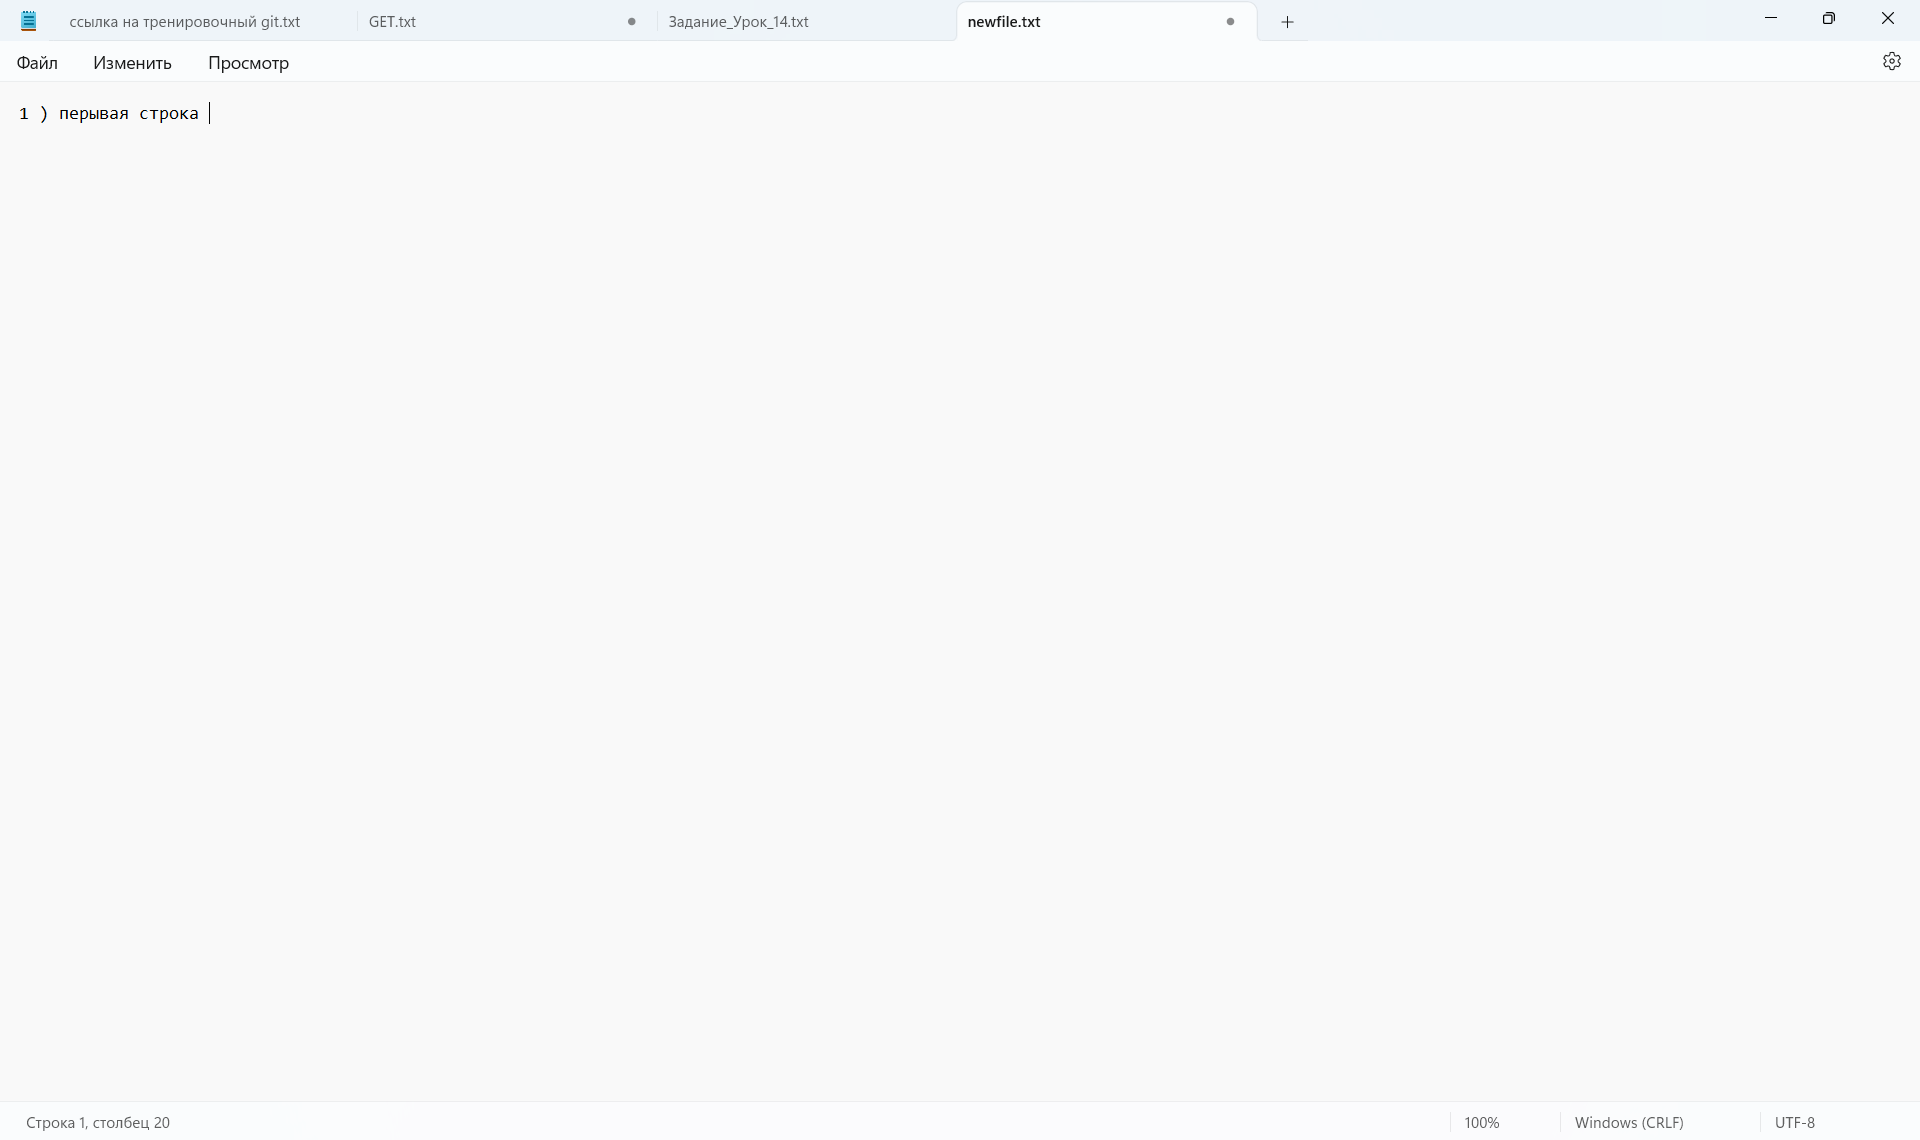 ссылка на тренировочный git.txt GET.txt Задание_Урок_14.txt newfile.txt
Файл Изменить Просмотр
1 ) перывая строка
Строка 1, столбец 20 100% Windows (CRLF) UTF-8